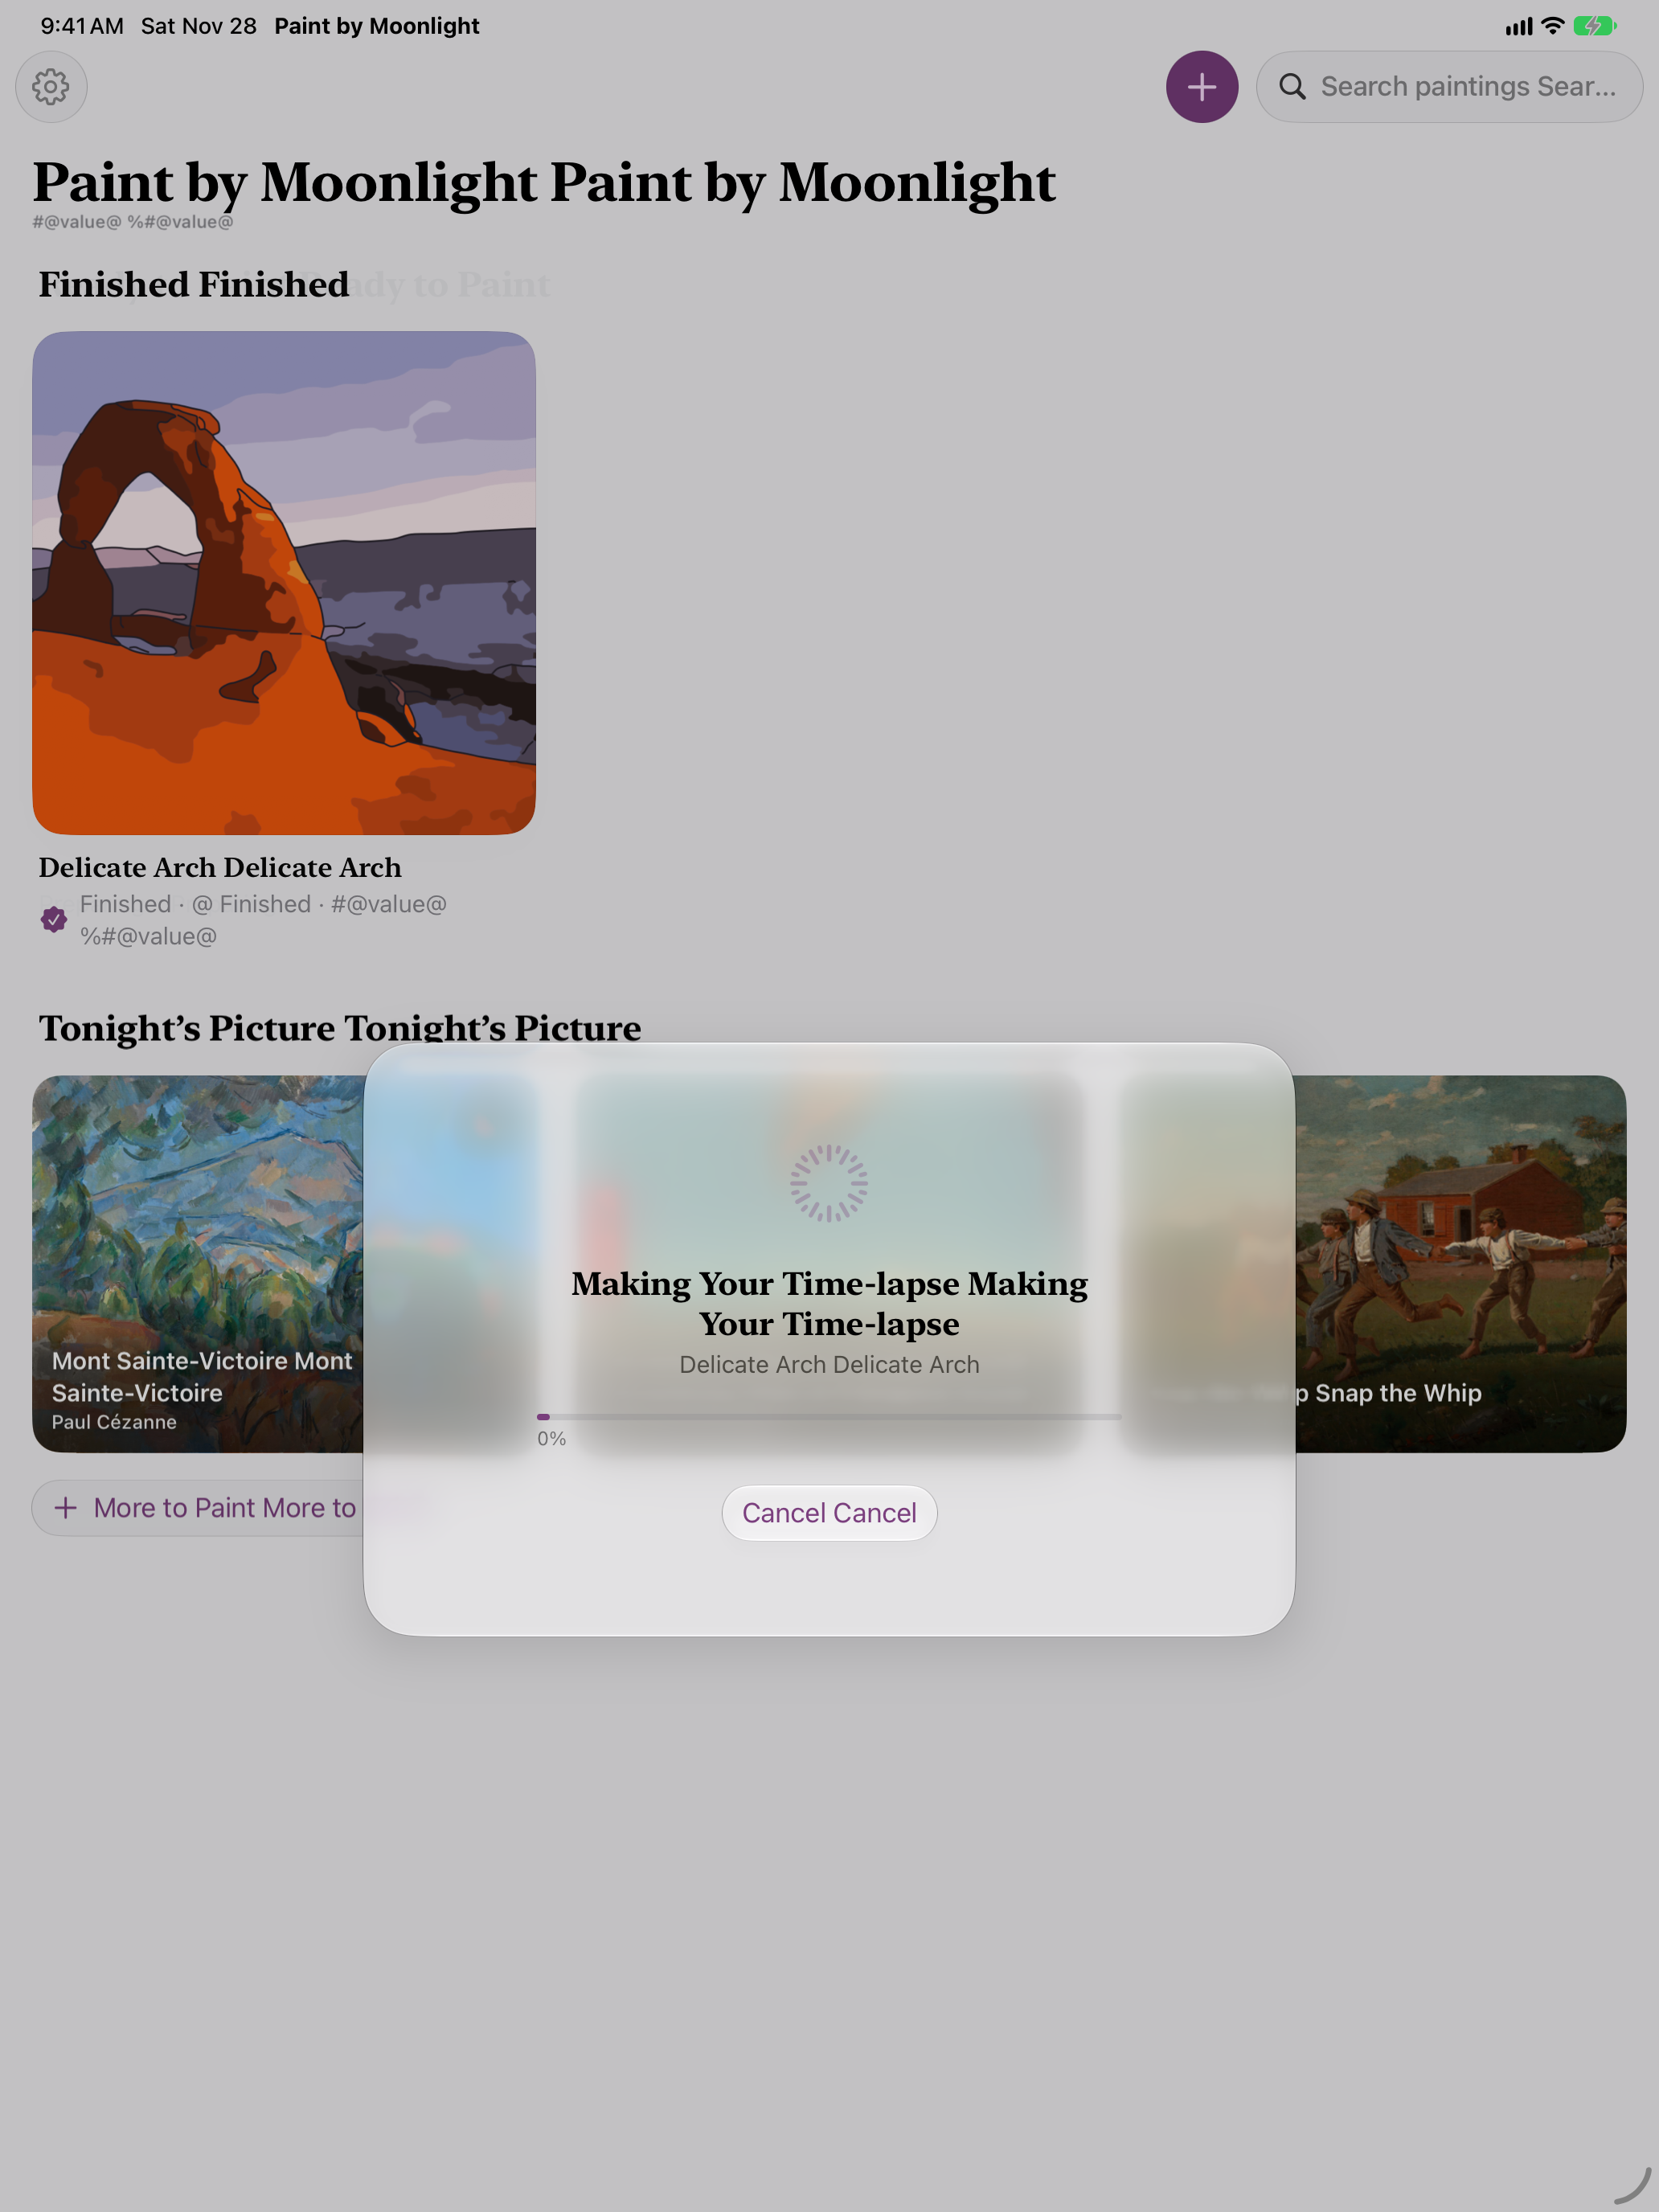 9:41 AM Sat Nov 28 Paint by Moonlight
Search paintings Sear...
Paint by Moonlight Paint by Moonlight
#@value@ %#@value@
Finished Finished
ady to Paint
Delicate Arch Delicate Arch
Finished · @ Finished · #@value@
%#@value@
Tonight’s Picture Tonight’s Picture
Making Your Time-lapse Making
Your Time-lapse
Delicate Arch Delicate Arch
0%
Cancel Cancel
Mont Sainte-Victoire Mont
Sainte-Victoire
Paul Cézanne
p Snap the Whip
More to Paint More to